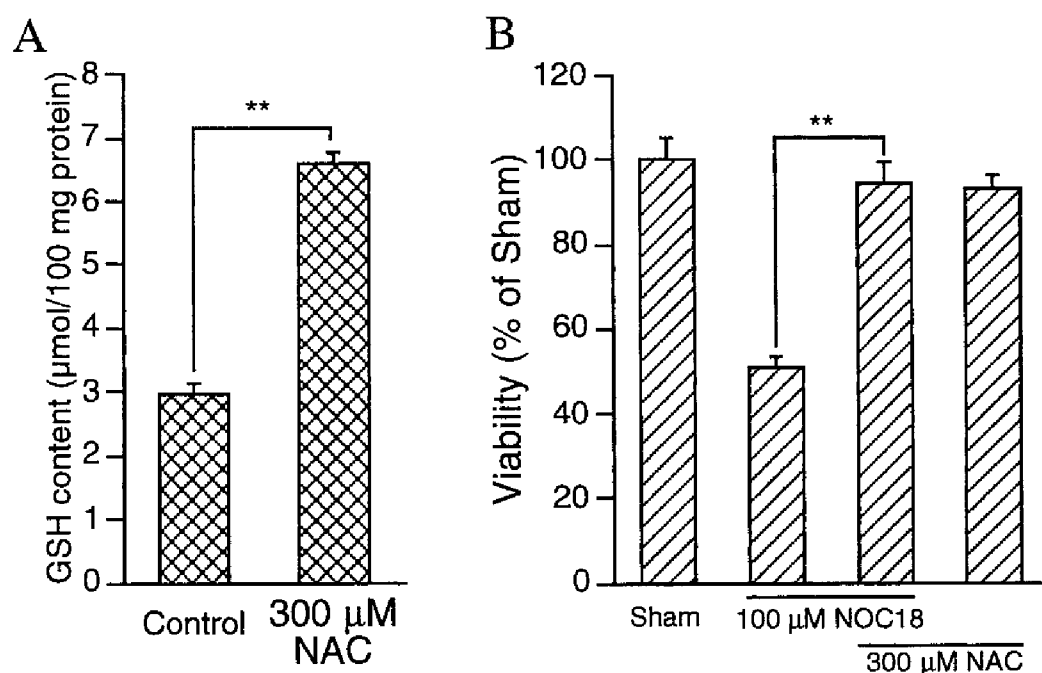 A
GSH content (µmol/100 mg protein)
8
7
6
5
4
3
2
1
0
**
Control
300 µM
NAC
B
Viability (% of Sham)
120
100
80
60
40
20
0
**
Sham
100 µM NOC18
300 µM NAC